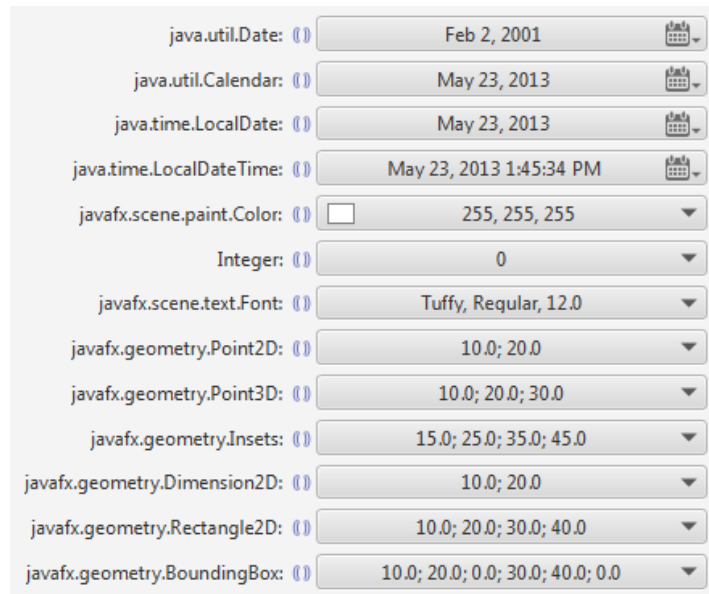 java.util.Date: Feb 2, 2001
java.util.Calendar: May 23, 2013
java.time.LocalDate: May 23, 2013
java.time.LocalDateTime: May 23, 2013 1:45:34 PM
javafx.scene.paint.Color: 255, 255, 255
Integer: 0
javafx.scene.text.Font: Tuffy, Regular, 12.0
javafx.geometry.Point2D: 10.0; 20.0
javafx.geometry.Point3D: 10.0; 20.0; 30.0
javafx.geometry.Insets: 15.0; 25.0; 35.0; 45.0
javafx.geometry.Dimension2D: 10.0; 20.0
javafx.geometry.Rectangle2D: 10.0; 20.0; 30.0; 40.0
javafx.geometry.BoundingBox: 10.0; 20.0; 0.0; 30.0; 40.0; 0.0